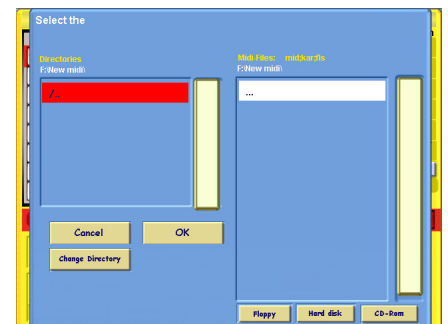 Select the
Directories
F:\New midi\
/..
Cancel
OK
Change Directory
Midi Files: mid;kar;fls
F:\New midi\
...
Floppy
Hard disk
CD-Rom